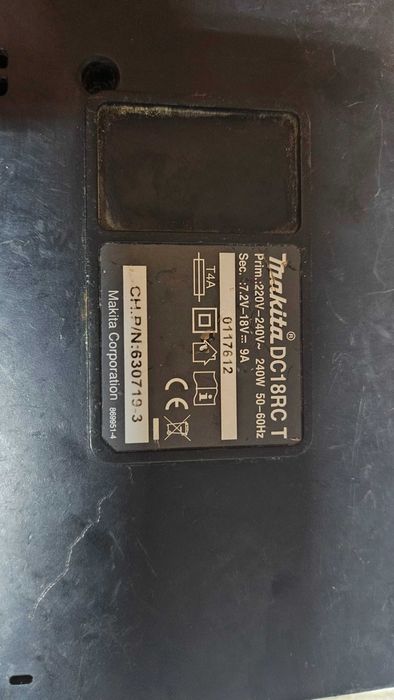 makita® DC18RC T
Prim.:220V–240V~ 240W 50–60Hz
Sec. :7.2V–18V⎓ 9A
0117612
T4A
CH.P/N:630719-3
Makita Corporation 869951-4